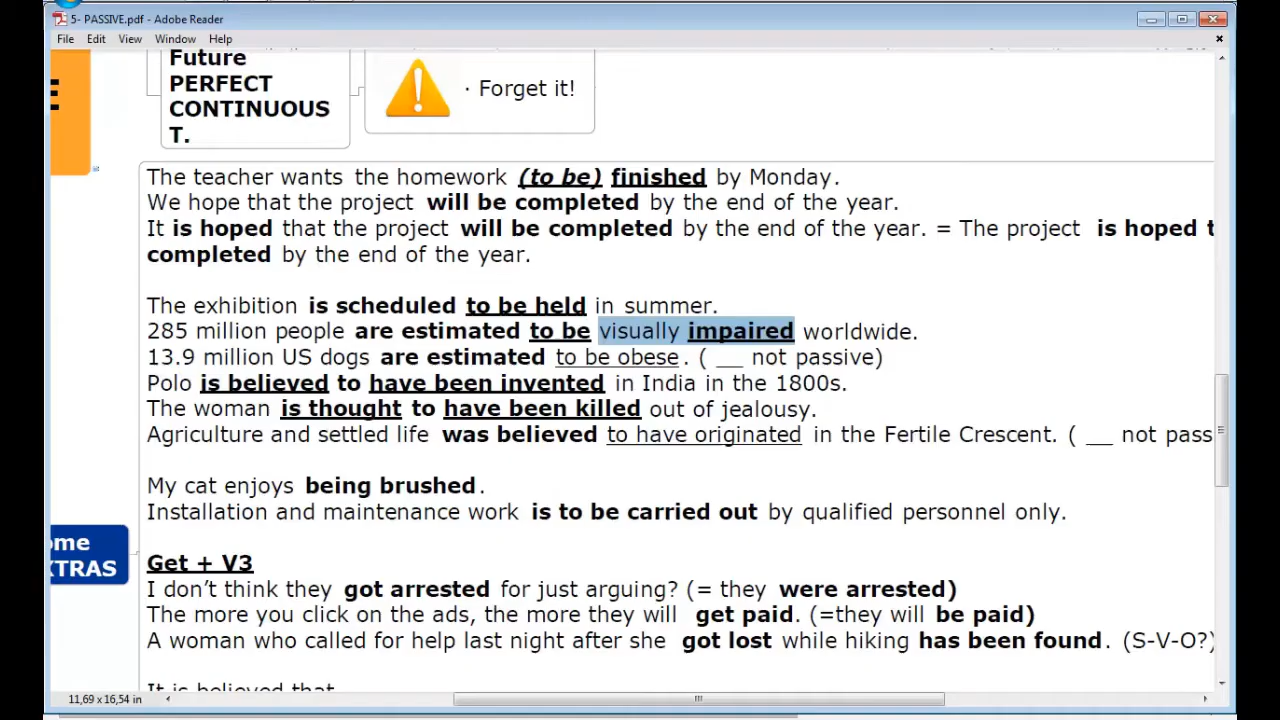 5- PASSIVE.pdf - Adobe Reader
File Edit View Window Help
E
Future
PERFECT
CONTINUOUS
T.
· Forget it!
The teacher wants the homework (to be) finished by Monday.
We hope that the project will be completed by the end of the year.
It is hoped that the project will be completed by the end of the year. = The project is hoped t
completed by the end of the year.
The exhibition is scheduled to be held in summer.
285 million people are estimated to be visually impaired worldwide.
13.9 million US dogs are estimated to be obese. ( __ not passive)
Polo is believed to have been invented in India in the 1800s.
The woman is thought to have been killed out of jealousy.
Agriculture and settled life was believed to have originated in the Fertile Crescent. ( __ not pass
My cat enjoys being brushed.
Installation and maintenance work is to be carried out by qualified personnel only.
ome
XTRAS
Get + V3
I don't think they got arrested for just arguing? (= they were arrested)
The more you click on the ads, the more they will get paid. (=they will be paid)
A woman who called for help last night after she got lost while hiking has been found. (S-V-O?)
It is believed that
11,69 x 16,54 in